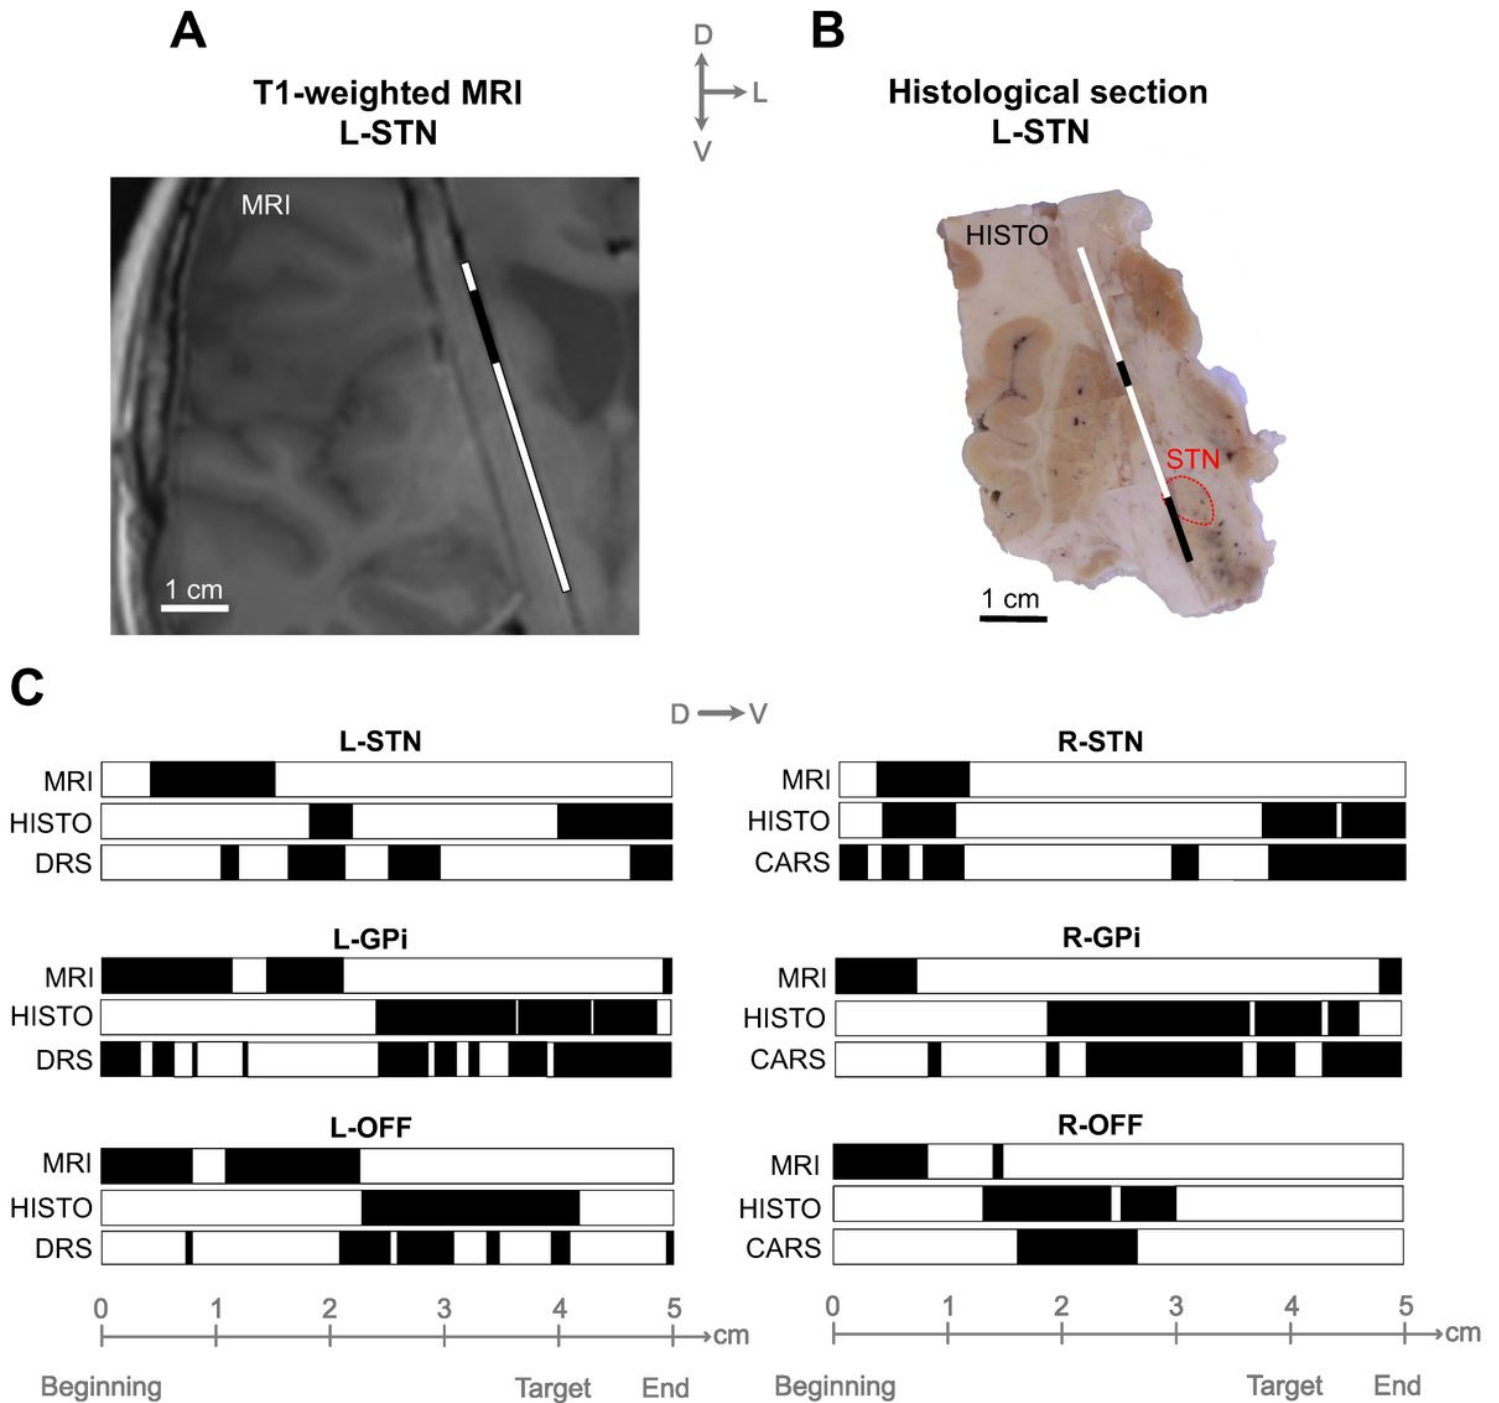 A
T1-weighted MRI
L-STN
MRI
1 cm
D
L
V
B
Histological section
L-STN
HISTO
STN
1 cm
C
D V
L-STN
MRI
HISTO
DRS
L-GPi
MRI
HISTO
DRS
L-OFF
MRI
HISTO
DRS
0 1 2 3 4 5 cm
Beginning Target End
R-STN
MRI
HISTO
CARS
R-GPi
MRI
HISTO
CARS
R-OFF
MRI
HISTO
CARS
0 1 2 3 4 5 cm
Beginning Target End